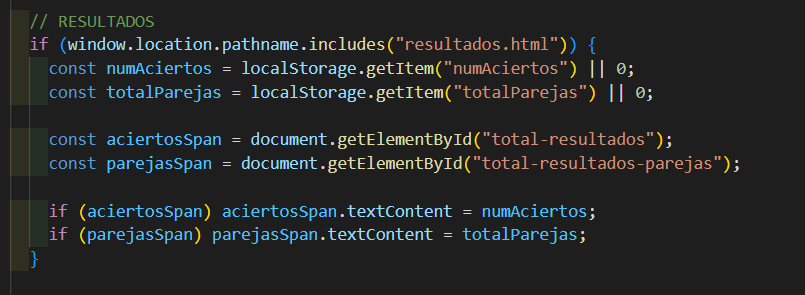 // RESULTADOS
if (window.location.pathname.includes("resultados.html")) {
  const numAciertos = localStorage.getItem("numAciertos") || 0;
  const totalParejas = localStorage.getItem("totalParejas") || 0;

  const aciertosSpan = document.getElementById("total-resultados");
  const parejasSpan = document.getElementById("total-resultados-parejas");

  if (aciertosSpan) aciertosSpan.textContent = numAciertos;
  if (parejasSpan) parejasSpan.textContent = totalParejas;
}